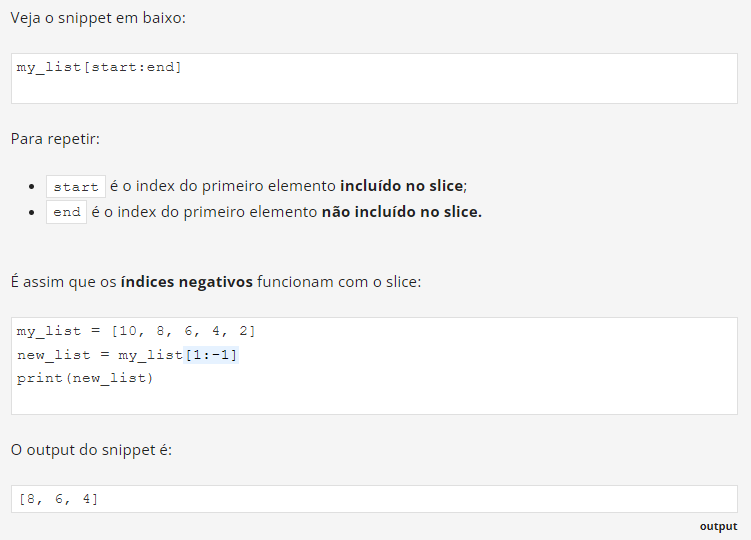 Veja o snippet em baixo:
my_list[start:end]
Para repetir:
• start é o index do primeiro elemento incluído no slice;
• end é o index do primeiro elemento não incluído no slice.
É assim que os índices negativos funcionam com o slice:
my_list = [10, 8, 6, 4, 2]
new_list = my_list[1:-1]
print(new_list)
O output do snippet é:
[8, 6, 4]
output